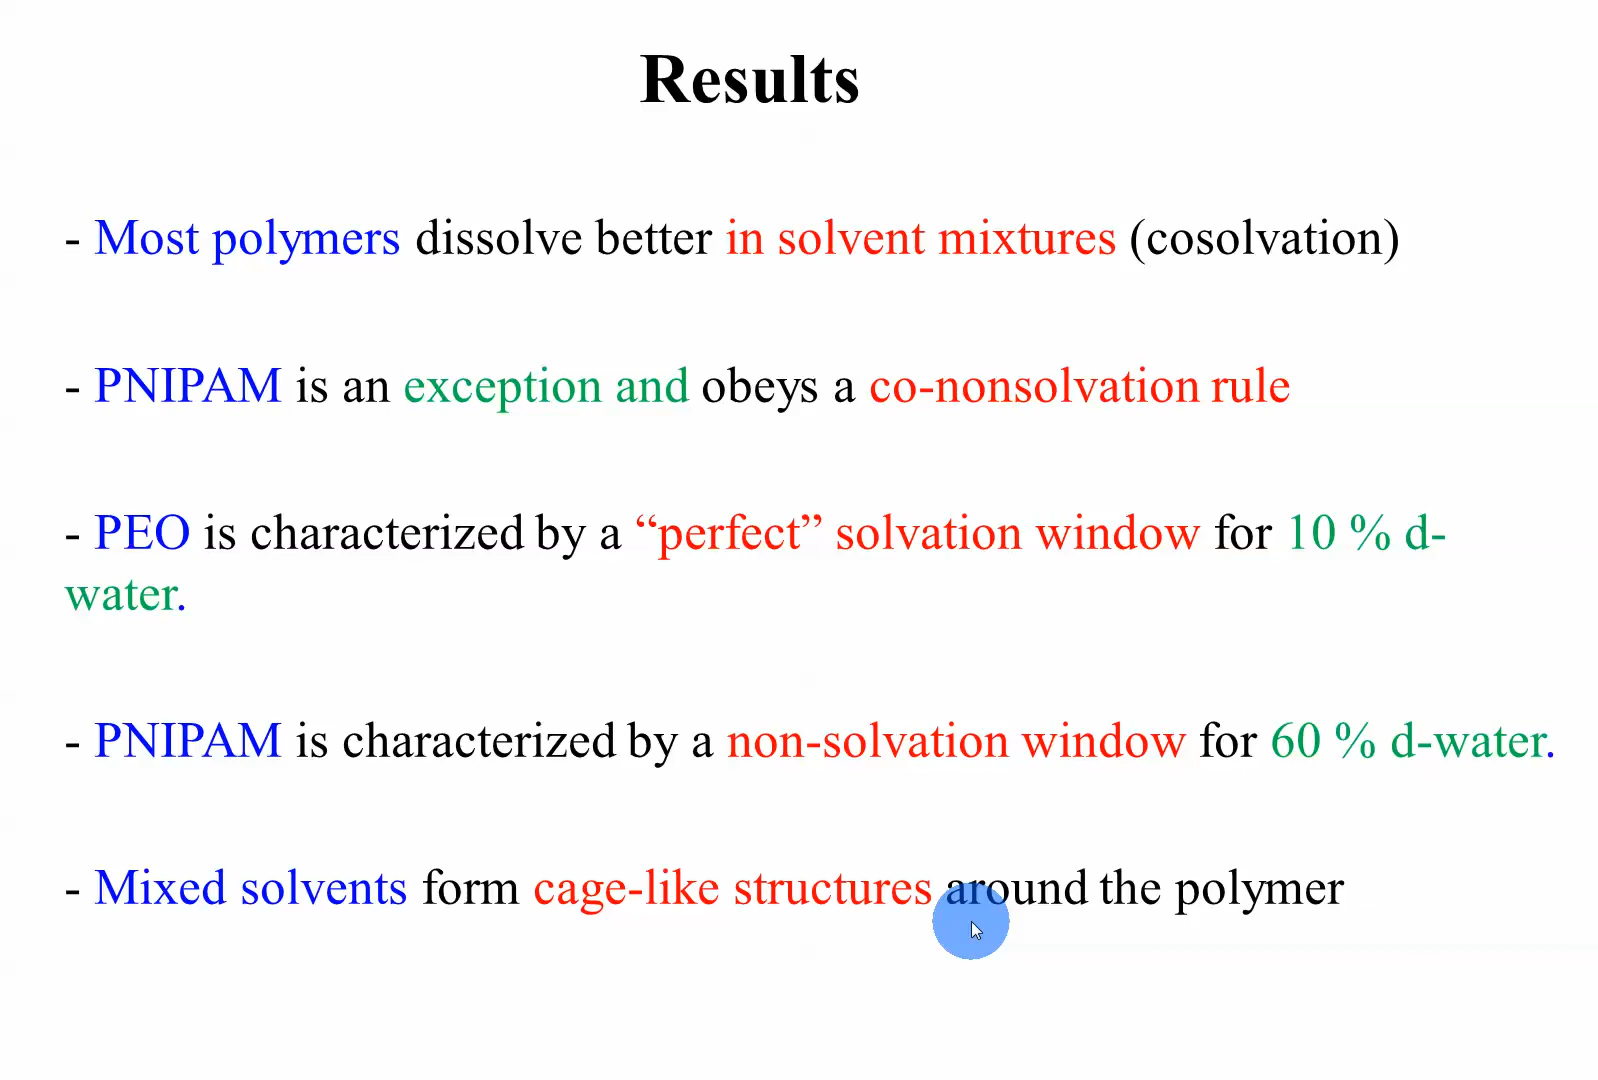 Results
- Most polymers dissolve better in solvent mixtures (cosolvation)
- PNIPAM is an exception and obeys a co-nonsolvation rule
- PEO is characterized by a “perfect” solvation window for 10 % d-
water.
- PNIPAM is characterized by a non-solvation window for 60 % d-water.
- Mixed solvents form cage-like structures around the polymer